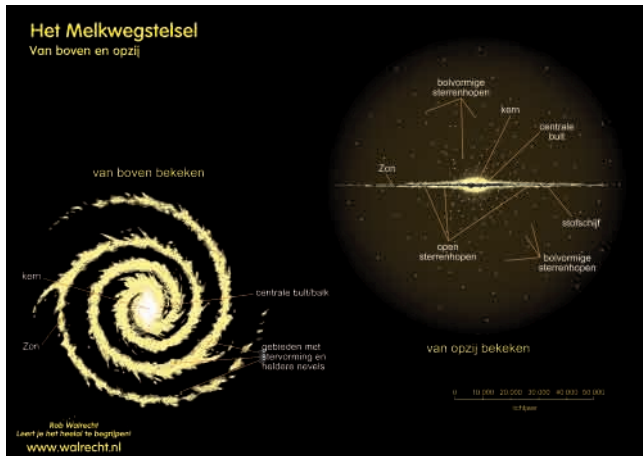 Het Melkwegstelsel
Van boven en opzij
bolvormige
sterrenhopen
kern
centrale
bult
Zon
stofschijf
open
sterrenhopen
bolvormige
sterrenhopen
van opzij bekeken
0 10 000 20 000 30 000 40 000 50 000
lichtjaar
van boven bekeken
kern
centrale bult/balk
Zon
gebieden met
stervorming en
heldere nevels
Rob Walrecht
Leert je het heelal te begrijpen!
www.walrecht.nl